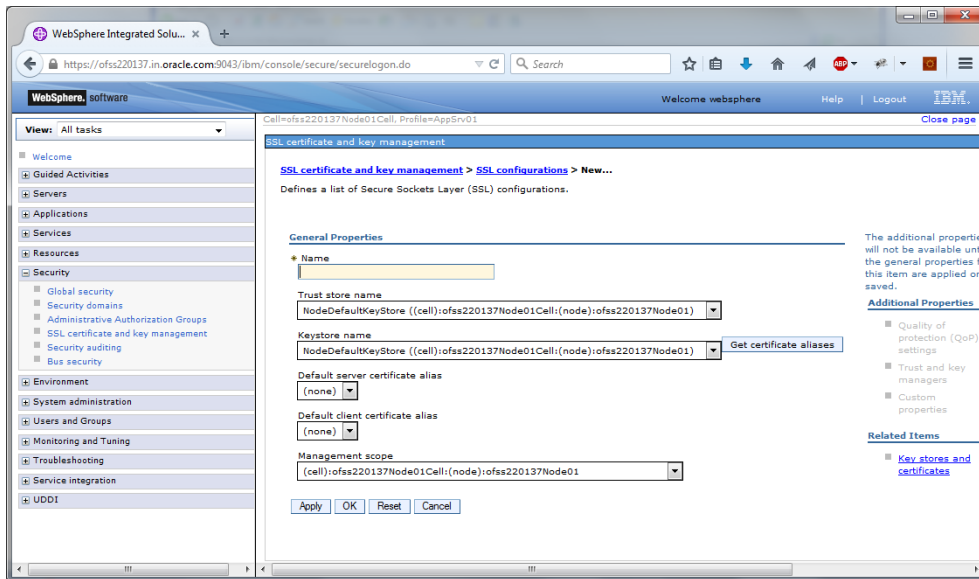 WebSphere Integrated Solu... × +
https://ofss220137.in.oracle.com:9043/ibm/console/secure/securelogon.do
Search
ABP
WebSphere. software
Welcome websphere
Help | Logout
IBM.
View: All tasks
Cell=ofss220137Node01Cell, Profile=AppSrv01
Close page
Welcome
Guided Activities
Servers
Applications
Services
Resources
Security
Global security
Security domains
Administrative Authorization Groups
SSL certificate and key management
Security auditing
Bus security
Environment
System administration
Users and Groups
Monitoring and Tuning
Troubleshooting
Service integration
UDDI
SSL certificate and key management
SSL certificate and key management > SSL configurations > New...
Defines a list of Secure Sockets Layer (SSL) configurations.
General Properties
* Name
Trust store name
NodeDefaultKeyStore ((cell):ofss220137Node01Cell:(node):ofss220137Node01)
Keystore name
NodeDefaultKeyStore ((cell):ofss220137Node01Cell:(node):ofss220137Node01)
Get certificate aliases
Default server certificate alias
(none)
Default client certificate alias
(none)
Management scope
(cell):ofss220137Node01Cell:(node):ofss220137Node01
Apply OK Reset Cancel
The additional propertie
will not be available unt
the general properties f
this item are applied or
saved.
Additional Properties
Quality of
protection (QoP)
settings
Trust and key
managers
Custom
properties
Related Items
Key stores and
certificates